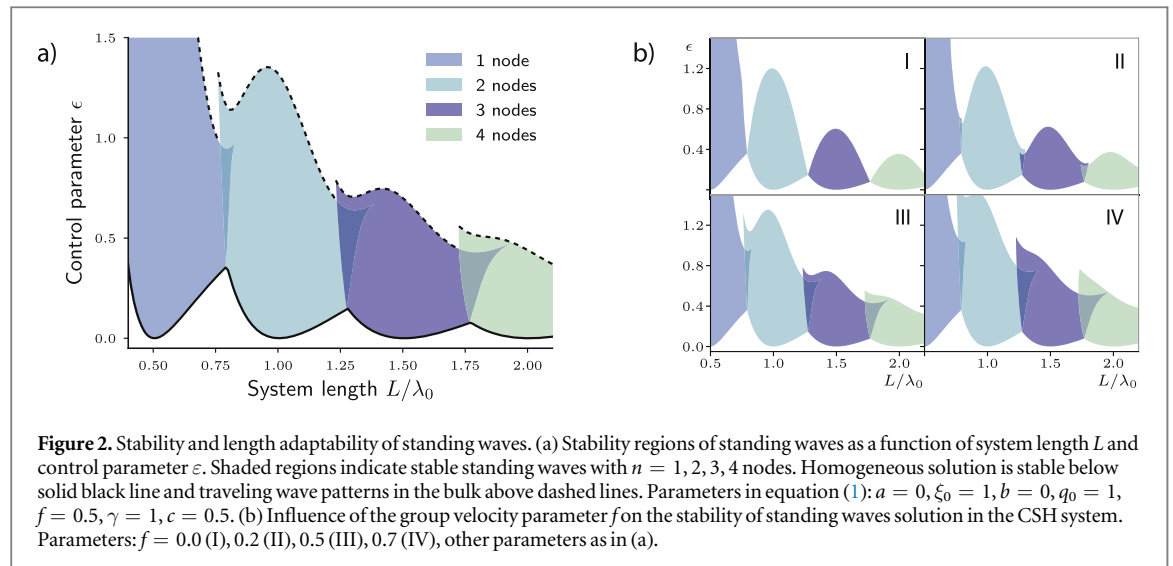 a)
1.5
1.0
0.5
0.0
Control parameter ϵ
1 node
2 nodes
3 nodes
4 nodes
0.50 0.75 1.00 1.25 1.50 1.75 2.00
System length L/λ₀
b)
ϵ
1.2
0.8
0.4
I
II
1.2
0.8
0.4
0.0
III
IV
0.5 1.0 1.5 2.0
L/λ₀
1.0 1.5 2.0
L/λ₀
Figure 2. Stability and length adaptability of standing waves. (a) Stability regions of standing waves as a function of system length L and
control parameter ε. Shaded regions indicate stable standing waves with n = 1, 2, 3, 4 nodes. Homogeneous solution is stable below
solid black line and traveling wave patterns in the bulk above dashed lines. Parameters in equation (1): a = 0, ξ₀ = 1, b = 0, q₀ = 1,
f = 0.5, γ = 1, c = 0.5. (b) Influence of the group velocity parameter f on the stability of standing waves solution in the CSH system.
Parameters: f = 0.0 (I), 0.2 (II), 0.5 (III), 0.7 (IV), other parameters as in (a).